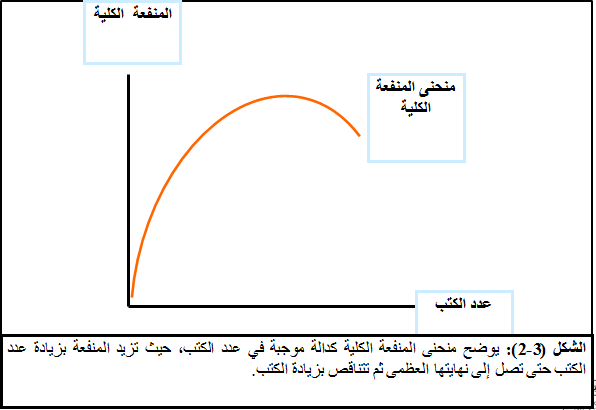 المنفعة الكلية
منحنى المنفعة
الكلية
عدد الكتب
الشكل (3-2): يوضح منحنى المنفعة الكلية كدالة موجبة في عدد الكتب، حيث تزيد المنفعة بزيادة عدد
الكتب حتى تصل إلى نهايتها العظمى ثم تتناقص بزيادة الكتب.